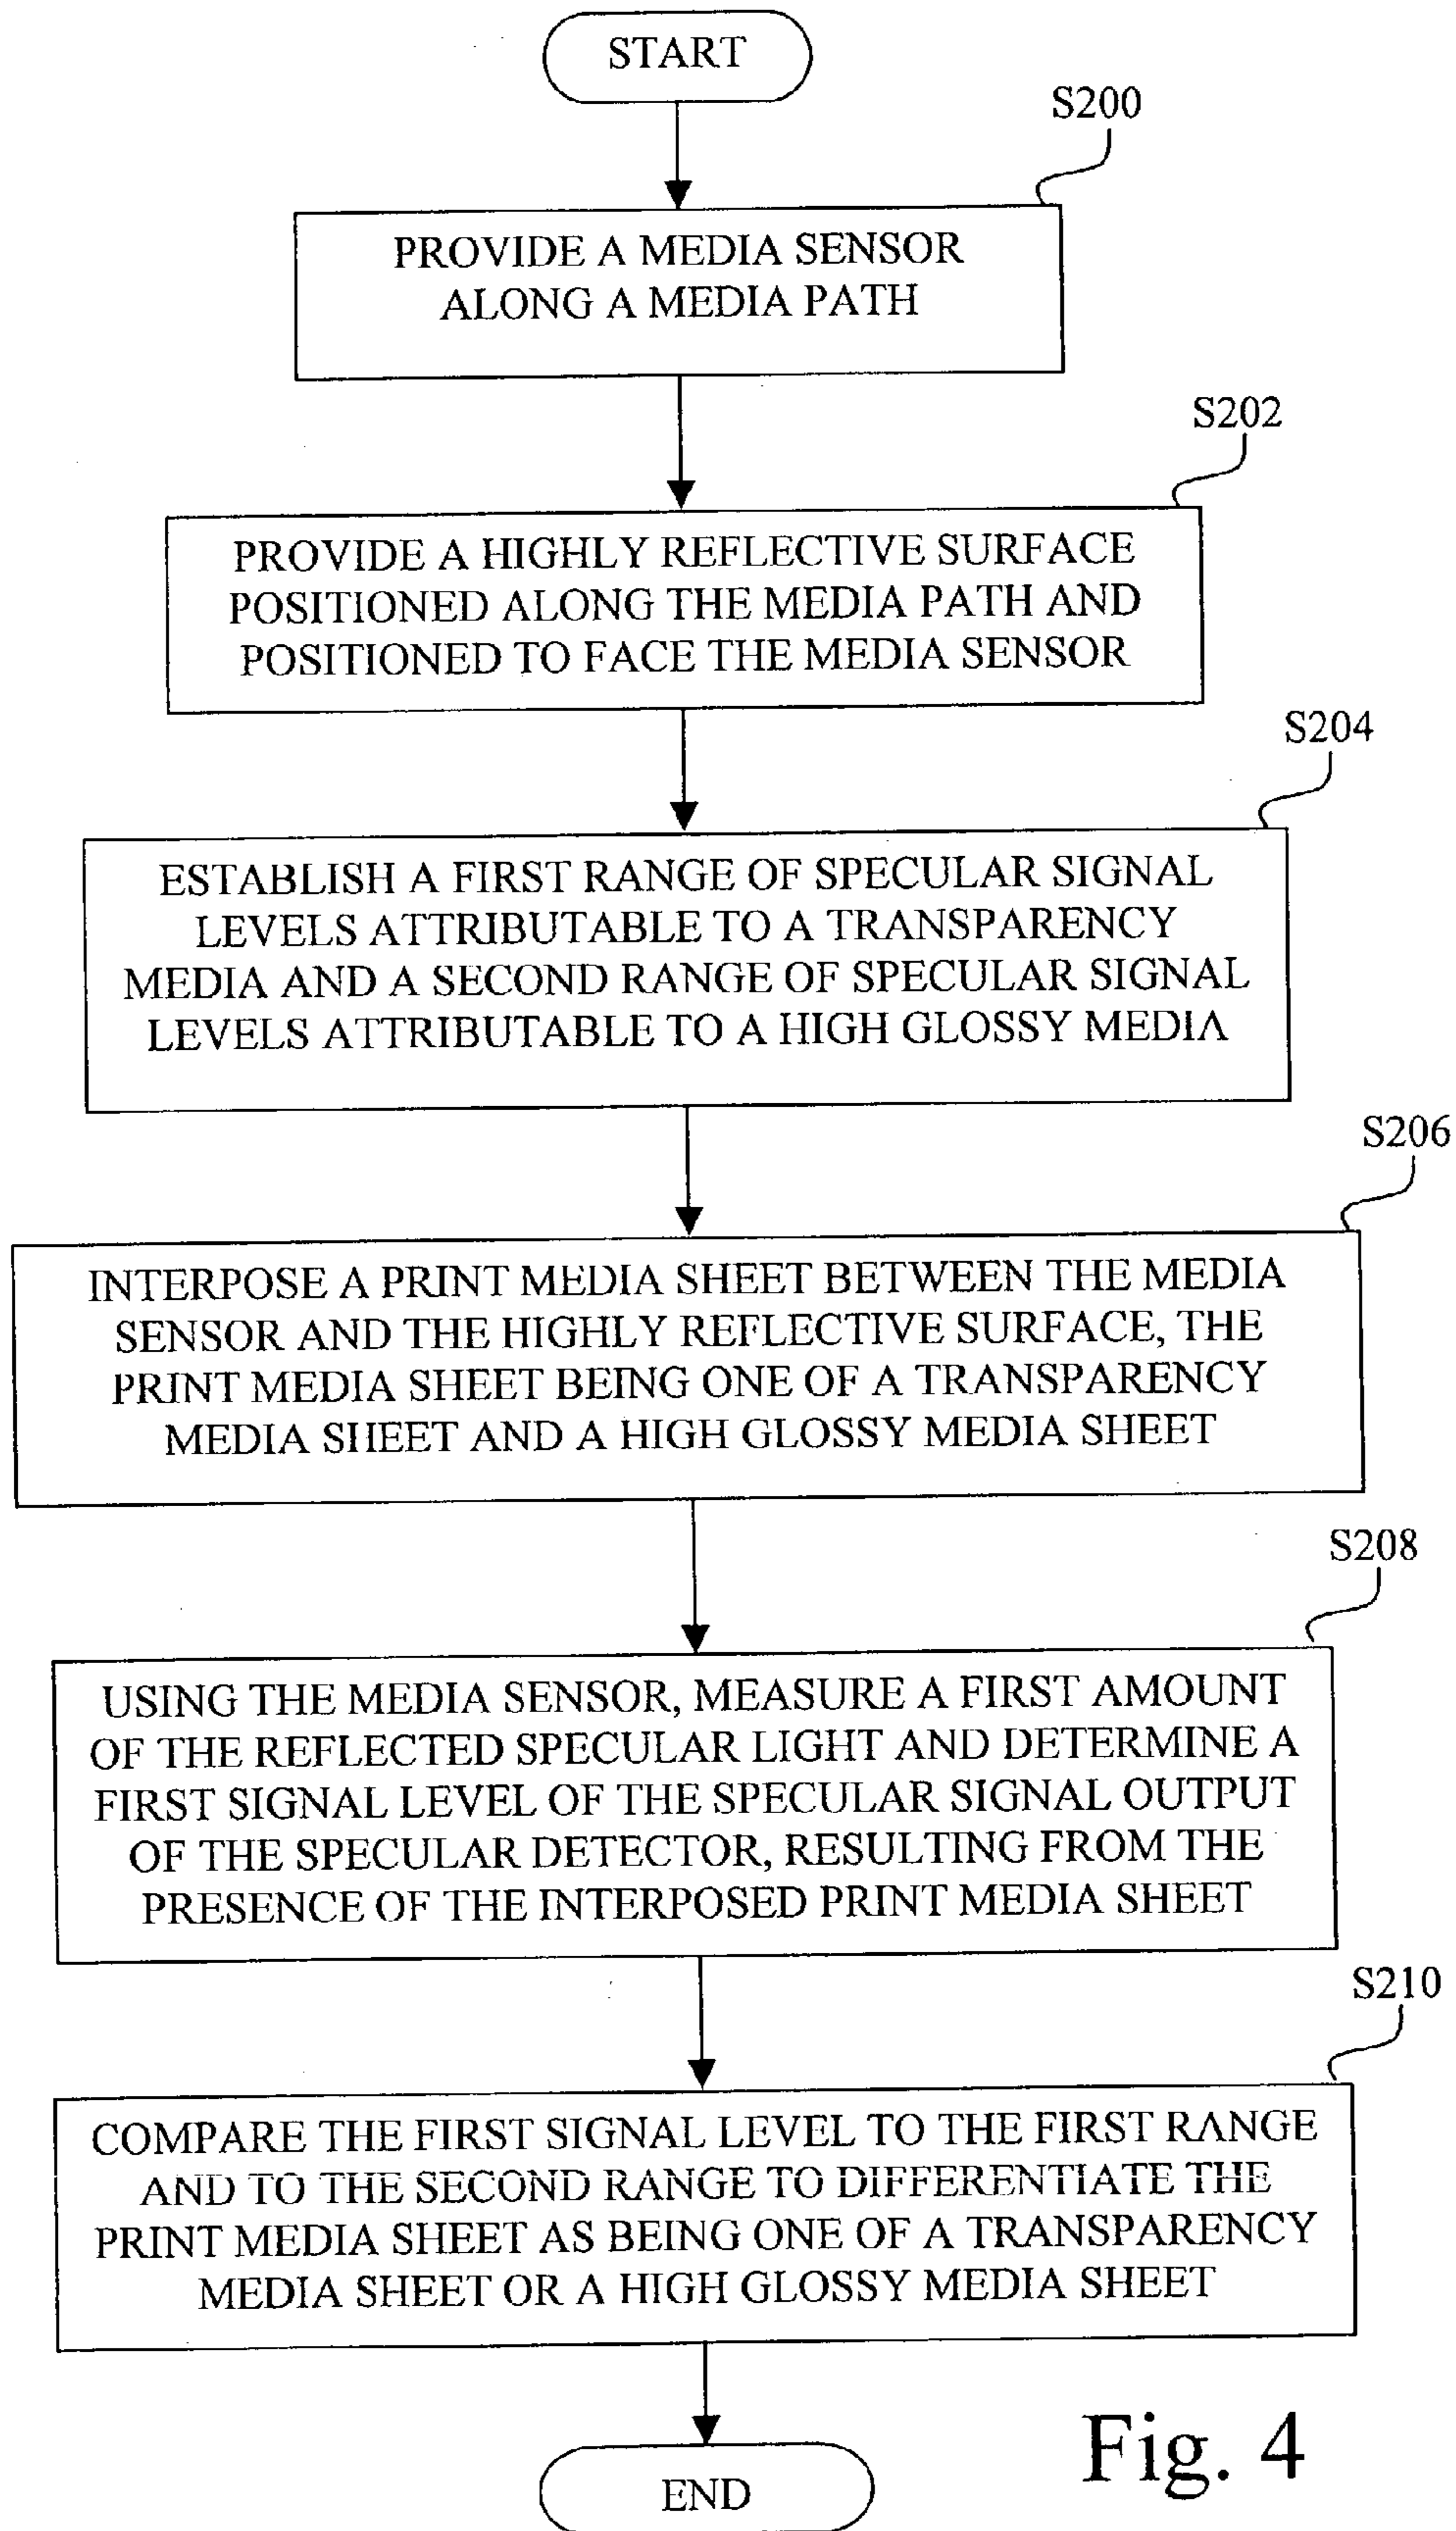 START
S200
PROVIDE A MEDIA SENSOR
ALONG A MEDIA PATH
S202
PROVIDE A HIGHLY REFLECTIVE SURFACE
POSITIONED ALONG THE MEDIA PATH AND
POSITIONED TO FACE THE MEDIA SENSOR
S204
ESTABLISH A FIRST RANGE OF SPECULAR SIGNAL
LEVELS ATTRIBUTABLE TO A TRANSPARENCY
MEDIA AND A SECOND RANGE OF SPECULAR SIGNAL
LEVELS ATTRIBUTABLE TO A HIGH GLOSSY MEDIA
S206
INTERPOSE A PRINT MEDIA SHEET BETWEEN THE MEDIA
SENSOR AND THE HIGHLY REFLECTIVE SURFACE, THE
PRINT MEDIA SHEET BEING ONE OF A TRANSPARENCY
MEDIA SHEET AND A HIGH GLOSSY MEDIA SHEET
S208
USING THE MEDIA SENSOR, MEASURE A FIRST AMOUNT
OF THE REFLECTED SPECULAR LIGHT AND DETERMINE A
FIRST SIGNAL LEVEL OF THE SPECULAR SIGNAL OUTPUT
OF THE SPECULAR DETECTOR, RESULTING FROM THE
PRESENCE OF THE INTERPOSED PRINT MEDIA SHEET
S210
COMPARE THE FIRST SIGNAL LEVEL TO THE FIRST RANGE
AND TO THE SECOND RANGE TO DIFFERENTIATE THE
PRINT MEDIA SHEET AS BEING ONE OF A TRANSPARENCY
MEDIA SHEET OR A HIGH GLOSSY MEDIA SHEET
END
Fig. 4